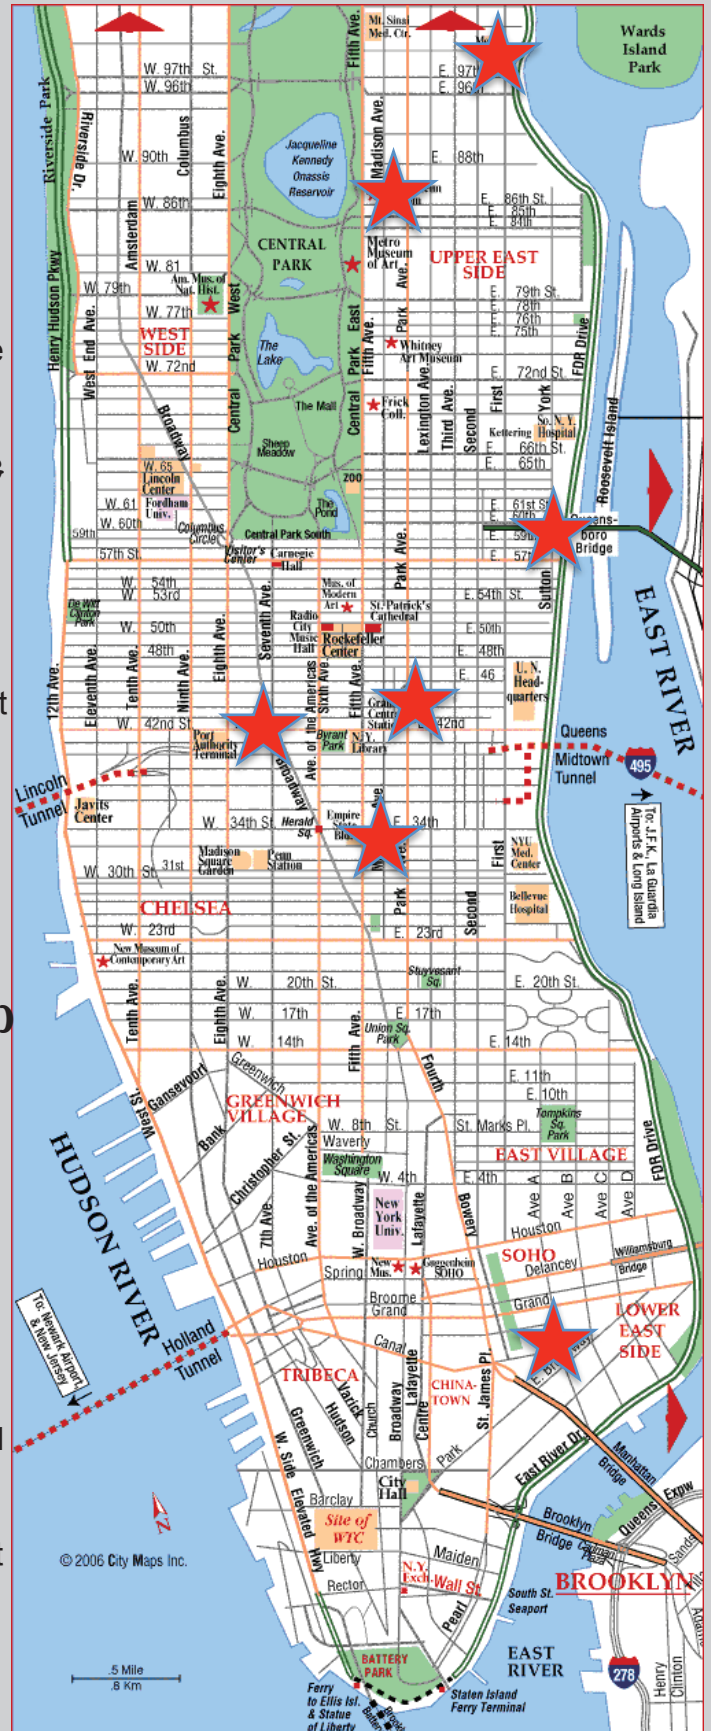 Mt. Sinai
Med. Ctr.
Fifth Ave.
Wards
Island
Park
W. 97th St.
W. 96th
E. 97th
E. 96th
Riverside Park
Riverside Dr.
Columbus
Eighth Ave.
Madison Ave.
W. 90th
E. 88th
Jacqueline
Kennedy
Onassis
Reservoir
W. 86th
E. 86th St.
E. 85th
E. 84th
Amsterdam
CENTRAL
PARK
Metro
Museum
of Art
UPPER EAST
SIDE
Henry Hudson Pkwy
W. 81
Am. Mus. of
Nat. Hist.
W. 79th
E. 79th St.
E. 78th
E. 76th
E. 75th
W. 77th
West End Ave.
WEST
SIDE
Central Park West
The
Lake
Central Park East
Fifth Ave.
Park Ave.
Whitney
Art Museum
FDR Drive
W. 72nd
E. 72nd St.
Broadway
The Mall
Frick
Coll.
Lexington Ave.
Third Ave.
Second
First
York
So. N. Y.
Hospital
Kettering
Roosevelt Island
Sheep
Meadow
E. 66th St.
E. 65th
W. 65
Lincoln
Center
ZOO
W. 61
Fordham
Univ.
The
Pond
E. 61st St.
W. 60th
Columbus
Circle
Central Park South
59th
57th St.
Visitor's
Center
Carnegie
Hall
Park Ave.
Queens-
boro
Bridge
W. 54th
W. 53rd
Mus. of
Modern
Art
St. Patrick's
Cathedral
E. 54th St.
Sutton
De Witt
Clinton
Park
W. 50th
Seventh Ave.
Radio
City
Music
Hall
Rockefeller
Center
E. 50th
48th
E. 48th
EAST RIVER
12th Ave.
Eleventh Ave.
Tenth Ave.
Ninth Ave.
Eighth Ave.
Ave. of the Americas
Sixth Ave.
Fifth Ave.
E. 46
U. N.
Head-
quarters
W. 42nd St.
42nd
Port
Authority
Terminal
Byrant
Park
N.Y.
Library
Queens
Midtown
Tunnel
495
Broadway
Lincoln
Tunnel
Javits
Center
To: J.F.K., La Guardia
Airports & Long Island
W. 34th St.
Herald
Sq.
Empire
State
Bldg.
E. 34th
Madison
Square
Garden
Penn
Station
31st
W. 30th St.
First
NYU
Med.
Center
Bellevue
Hospital
CHELSEA
Park
Second
W. 23rd
E. 23rd
New Museum of
Contemporary Art
Stuyvesant
Sq.
Tenth Ave.
Eighth Ave.
W. 20th St.
E. 20th St.
W. 17th
E. 17th
Fifth Ave.
Union Sq.
Park
W. 14th
E. 14th
Fourth
West St.
Gansevoort
Greenwich
E. 11th
E. 10th
GREENWICH
VILLAGE
Bank
Christopher St.
W. 8th St.
Waverly
St. Marks Pl.
Tompkins
Sq.
Park
FDR Drive
HUDSON RIVER
Washington
Square
EAST VILLAGE
W. 4th
E. 4th
Ave A
Ave B
Ave C
Ave D
7th Ave.
Ave. of the Americas
W. Broadway
New
York
Univ.
Lafayette
Bowery
Houston
Houston
SOHO
Williamsburg
Bridge
Delancey
Spring
New
Mus.
Guggenheim
SOHO
To: Newark Airport,
& New Jersey
Broome
Grand
Grand
LOWER
EAST
SIDE
Holland
Tunnel
Canal
TRIBECA
Varick
Hudson
Church
Broadway
Lafayette
Centre
CHINA-
TOWN
St. James Pl.
Greenwich
W. Side Elevated Hwy
Chambers
Park
City
Hall
East River Dr.
Manhattan
Bridge
Barclay
Site of
WTC
Brooklyn
Bridge
Cadman
Plaza
Queens Expw
Sands
N
© 2006 City Maps Inc.
Liberty
Maiden
Rector
N.Y.
Exch.
Wall St.
BROOKLYN
Pearl
South St.
Seaport
.5 Mile
.8 Km
BATTERY
PARK
EAST
RIVER
278
Henry
Clinton
Ferry
to Ellis Isl.
& Statue
of Liberty
Staten Island
Ferry Terminal